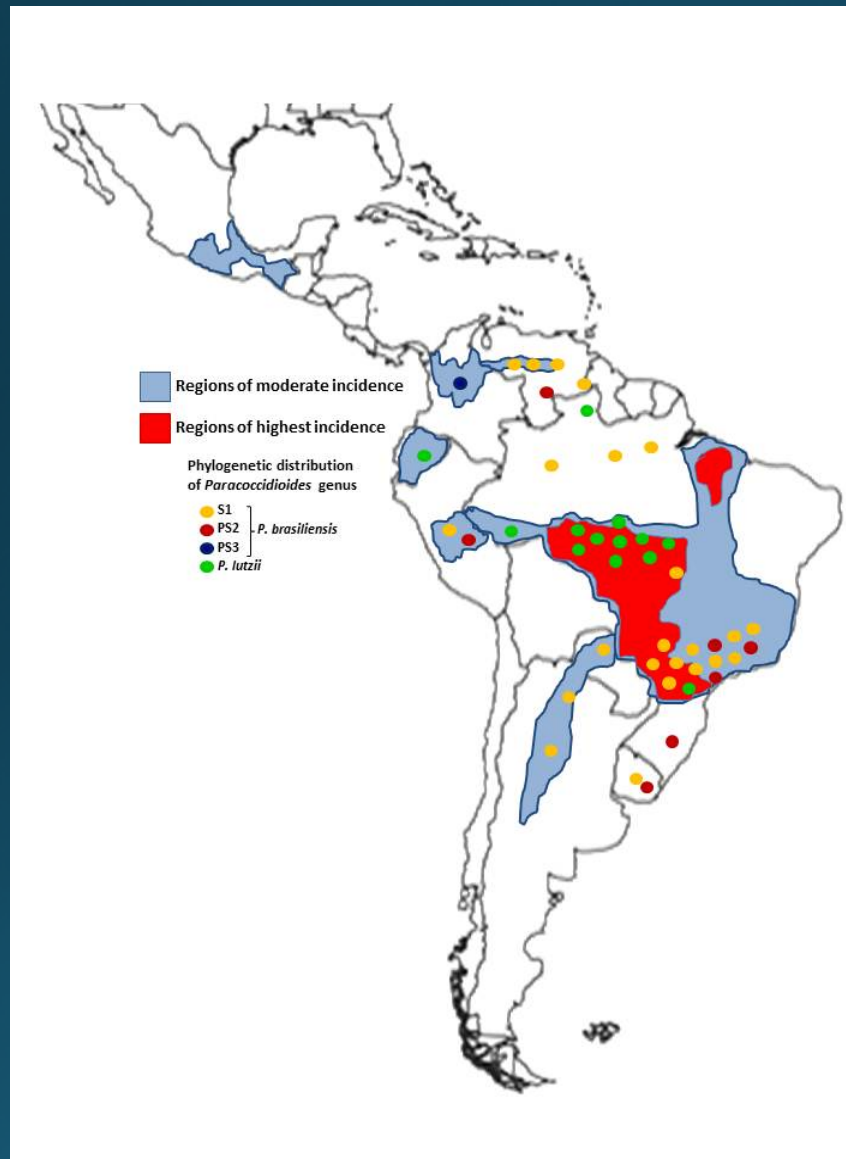 Regions of moderate incidence
Regions of highest incidence
Phylogenetic distribution
of Paracoccidioides genus
S1
PS2
P. brasiliensis
PS3
P. lutzii